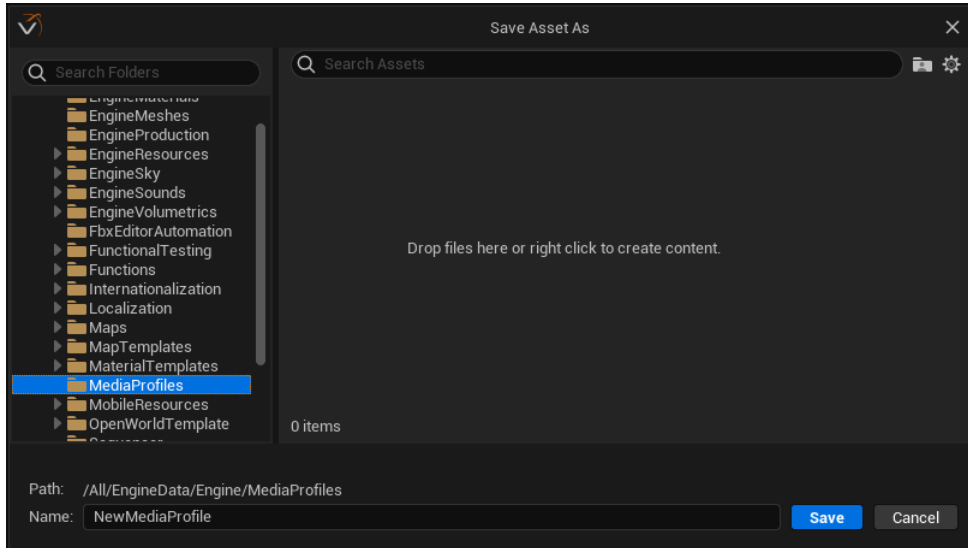 Save Asset As
Search Folders
Search Assets
EngineMaterials
EngineMeshes
EngineProduction
EngineResources
EngineSky
EngineSounds
EngineVolumetrics
FbxEditorAutomation
FunctionalTesting
Functions
Internationalization
Localization
Maps
MapTemplates
MaterialTemplates
MediaProfiles
MobileResources
OpenWorldTemplate
Sequencer
Drop files here or right click to create content.
0 items
Path: /All/EngineData/Engine/MediaProfiles
Name: NewMediaProfile
Save Cancel